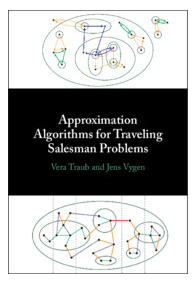 Approximation
Algorithms for Traveling
Salesman Problems
Vera Traub and Jens Vygen